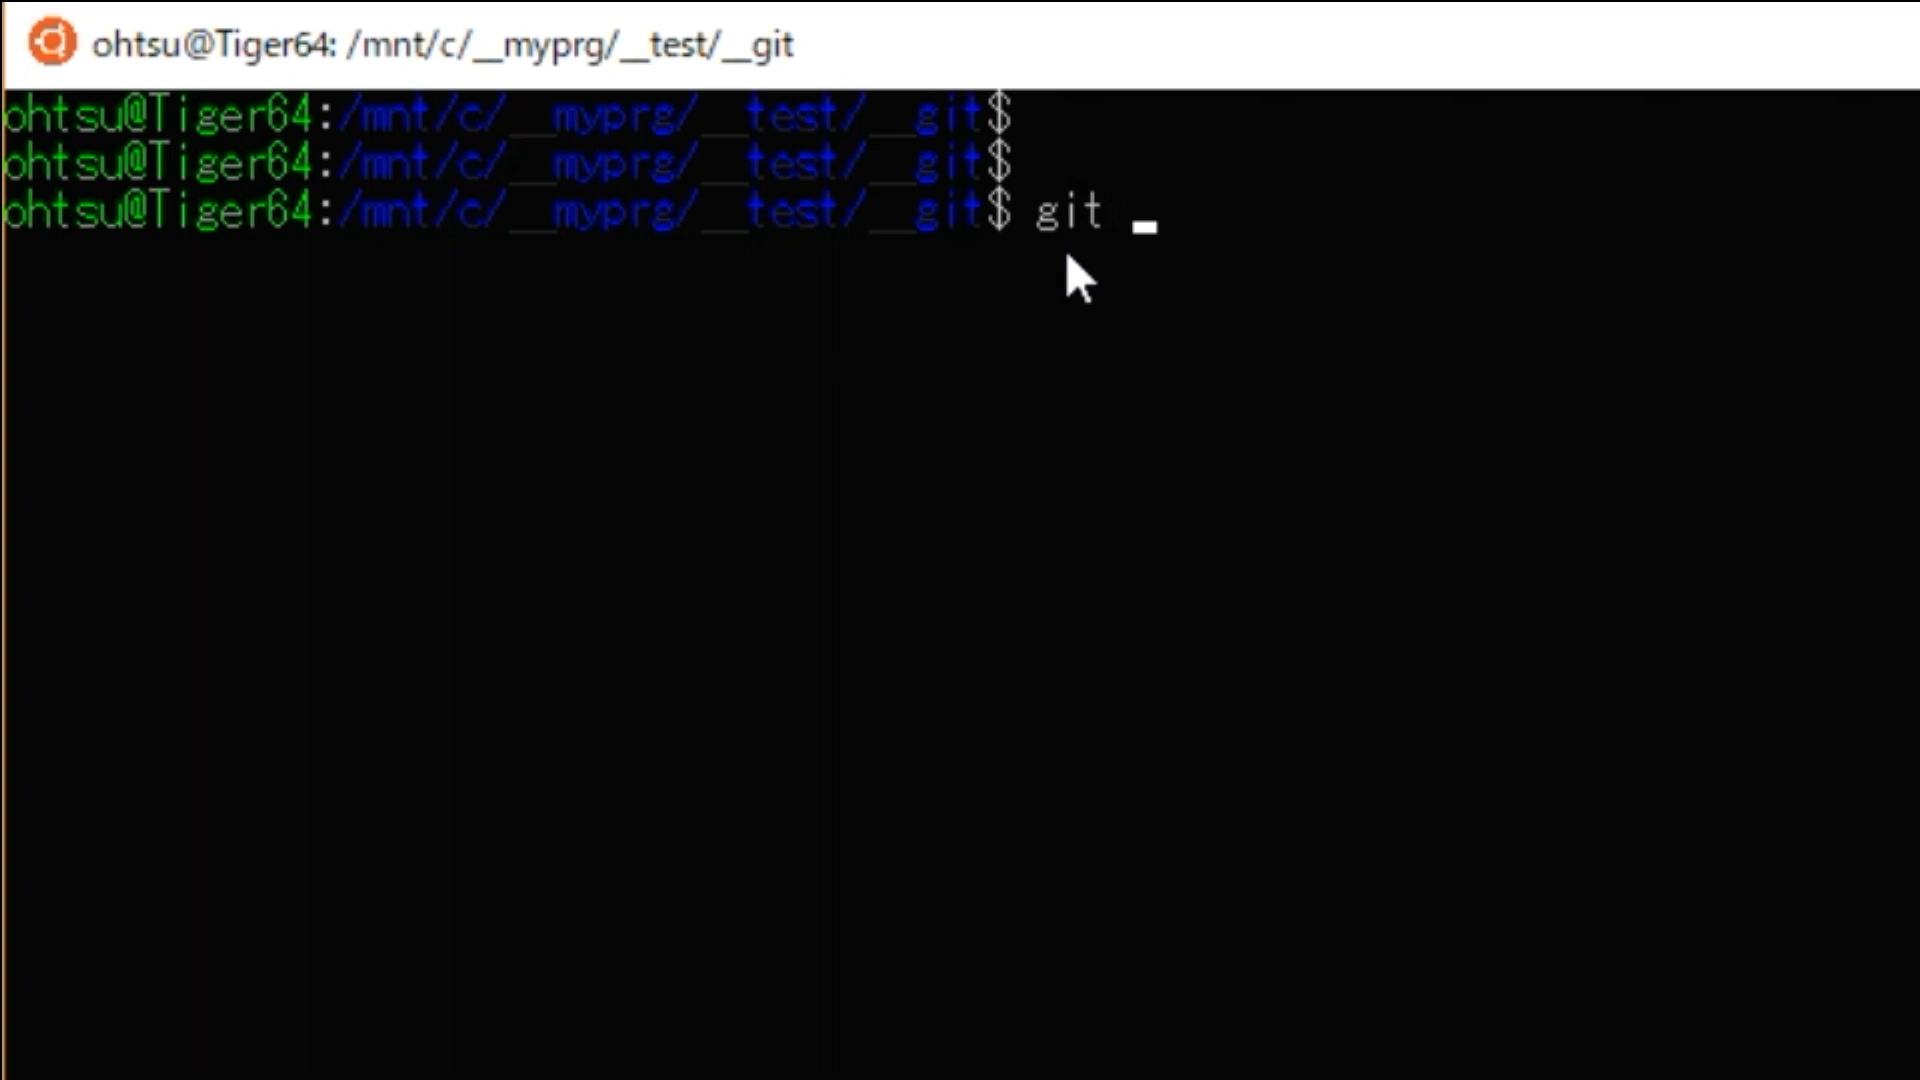 ohtsu@Tiger64: /mnt/c/__myprg/__test/__git
ohtsu@Tiger64:/mnt/c/__myprg/__test/__git$
ohtsu@Tiger64:/mnt/c/__myprg/__test/__git$
ohtsu@Tiger64:/mnt/c/__myprg/__test/__git$ git